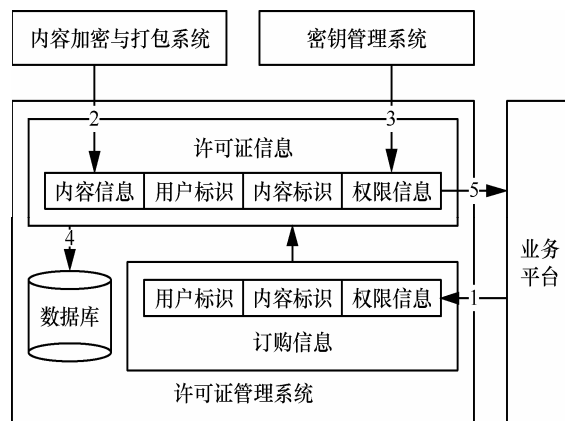 内容加密与打包系统
密钥管理系统
2
3
许可证信息
内容信息 用户标识 内容标识 权限信息
5
4
业务
平台
用户标识 内容标识 权限信息
1
数据库
订购信息
许可证管理系统